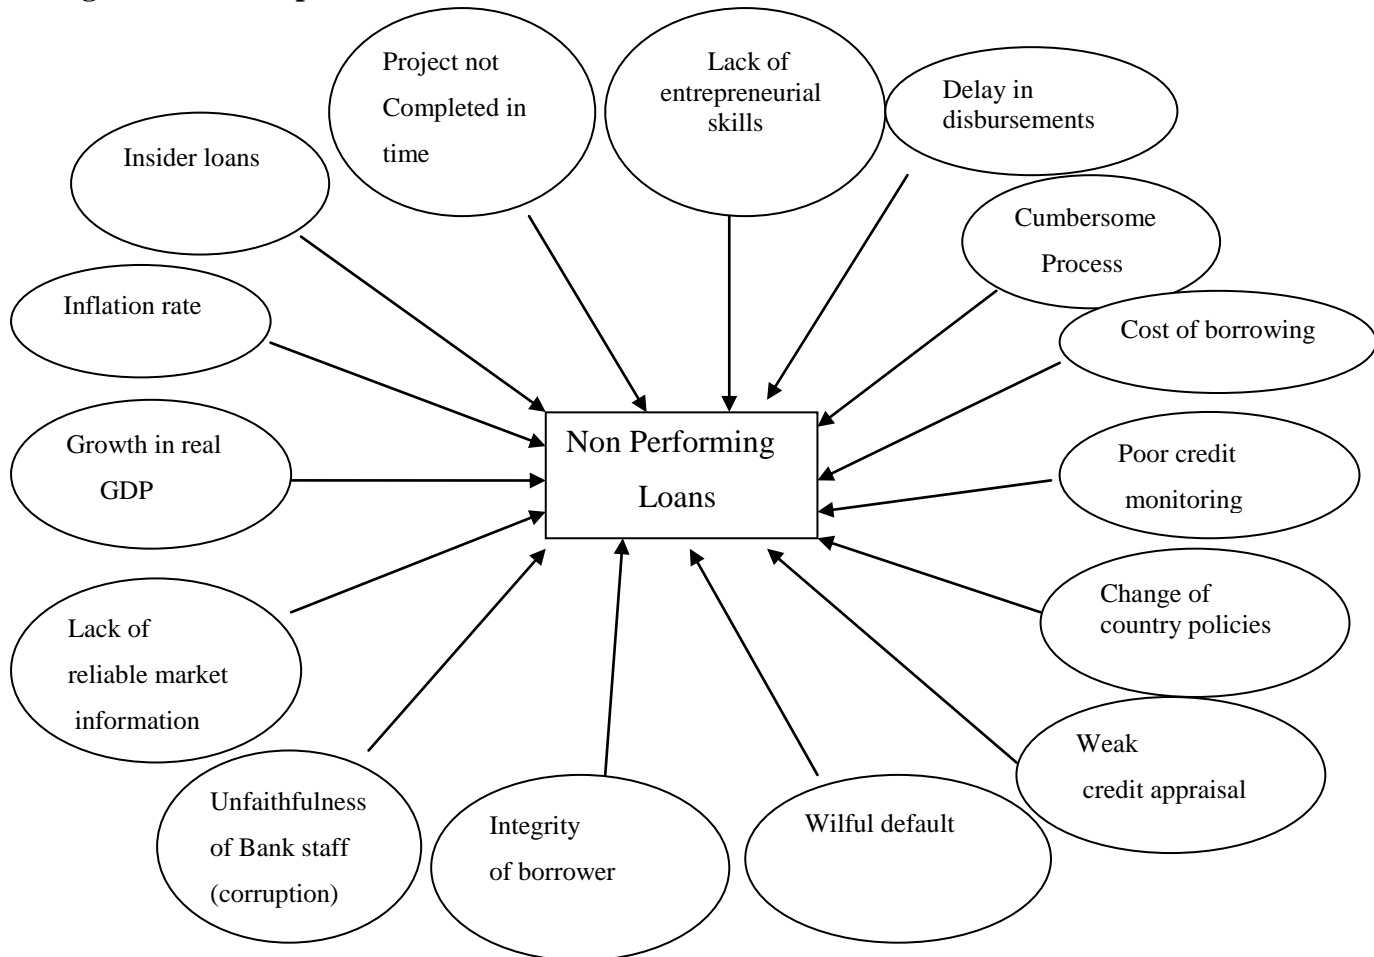 Project not
Completed in
time
Lack of
entrepreneurial
skills
Delay in
disbursements
Insider loans
Cumbersome
Process
Inflation rate
Cost of borrowing
Growth in real
GDP
Non Performing
Loans
Poor credit
monitoring
Lack of
reliable market
information
Change of
country policies
Unfaithfulness
of Bank staff
(corruption)
Integrity
of borrower
Wilful default
Weak
credit appraisal